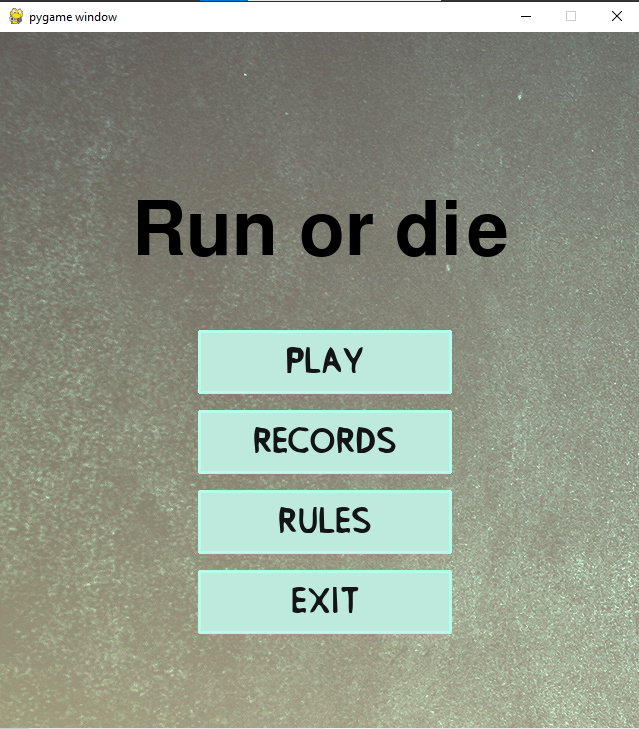 pygame window
Run or die
PLAY
RECORDS
RULES
EXIT